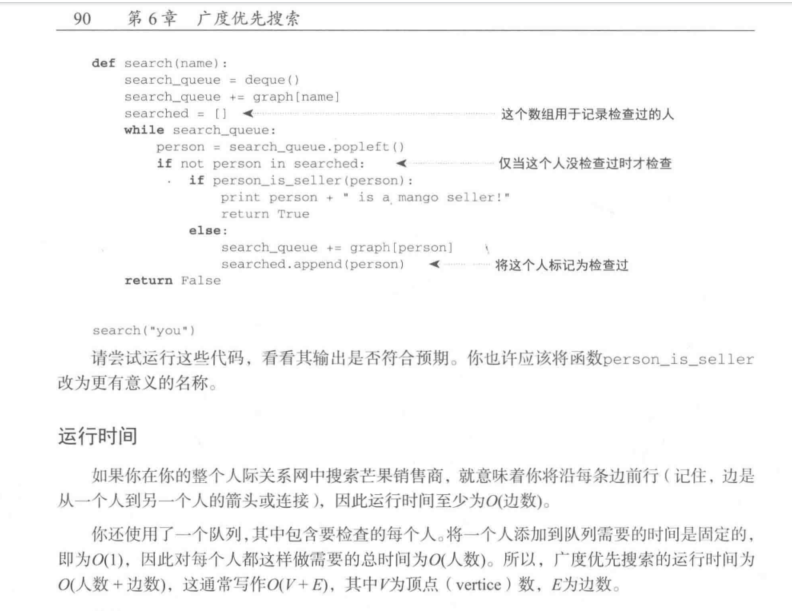 90 第6章 广度优先搜索
def search(name):
search_queue = deque()
search_queue += graph[name]
searched = [] 这个数组用于记录检查过的人
while search_queue:
person = search_queue.popleft()
if not person in searched: 仅当这个人没检查过时才检查
if person_is_seller(person):
print person + " is a mango seller!"
return True
else:
search_queue += graph[person]
searched.append(person) 将这个人标记为检查过
return False
search("you")
请尝试运行这些代码，看看其输出是否符合预期。你也许应该将函数person_is_seller
改为更有意义的名称。
运行时间
如果你在你的整个人际关系网中搜索芒果销售商，就意味着你将沿每条边前行（记住，边是
从一个人到另一个人的箭头或连接），因此运行时间至少为O(边数)。
你还使用了一个队列，其中包含要检查的每个人。将一个人添加到队列需要的时间是固定的，
即为O(1)，因此对每个人都这样做需要的总时间为O(人数)。所以，广度优先搜索的运行时间为
O(人数 + 边数)，这通常写作O(V + E)，其中V为顶点（vertice）数，E为边数。